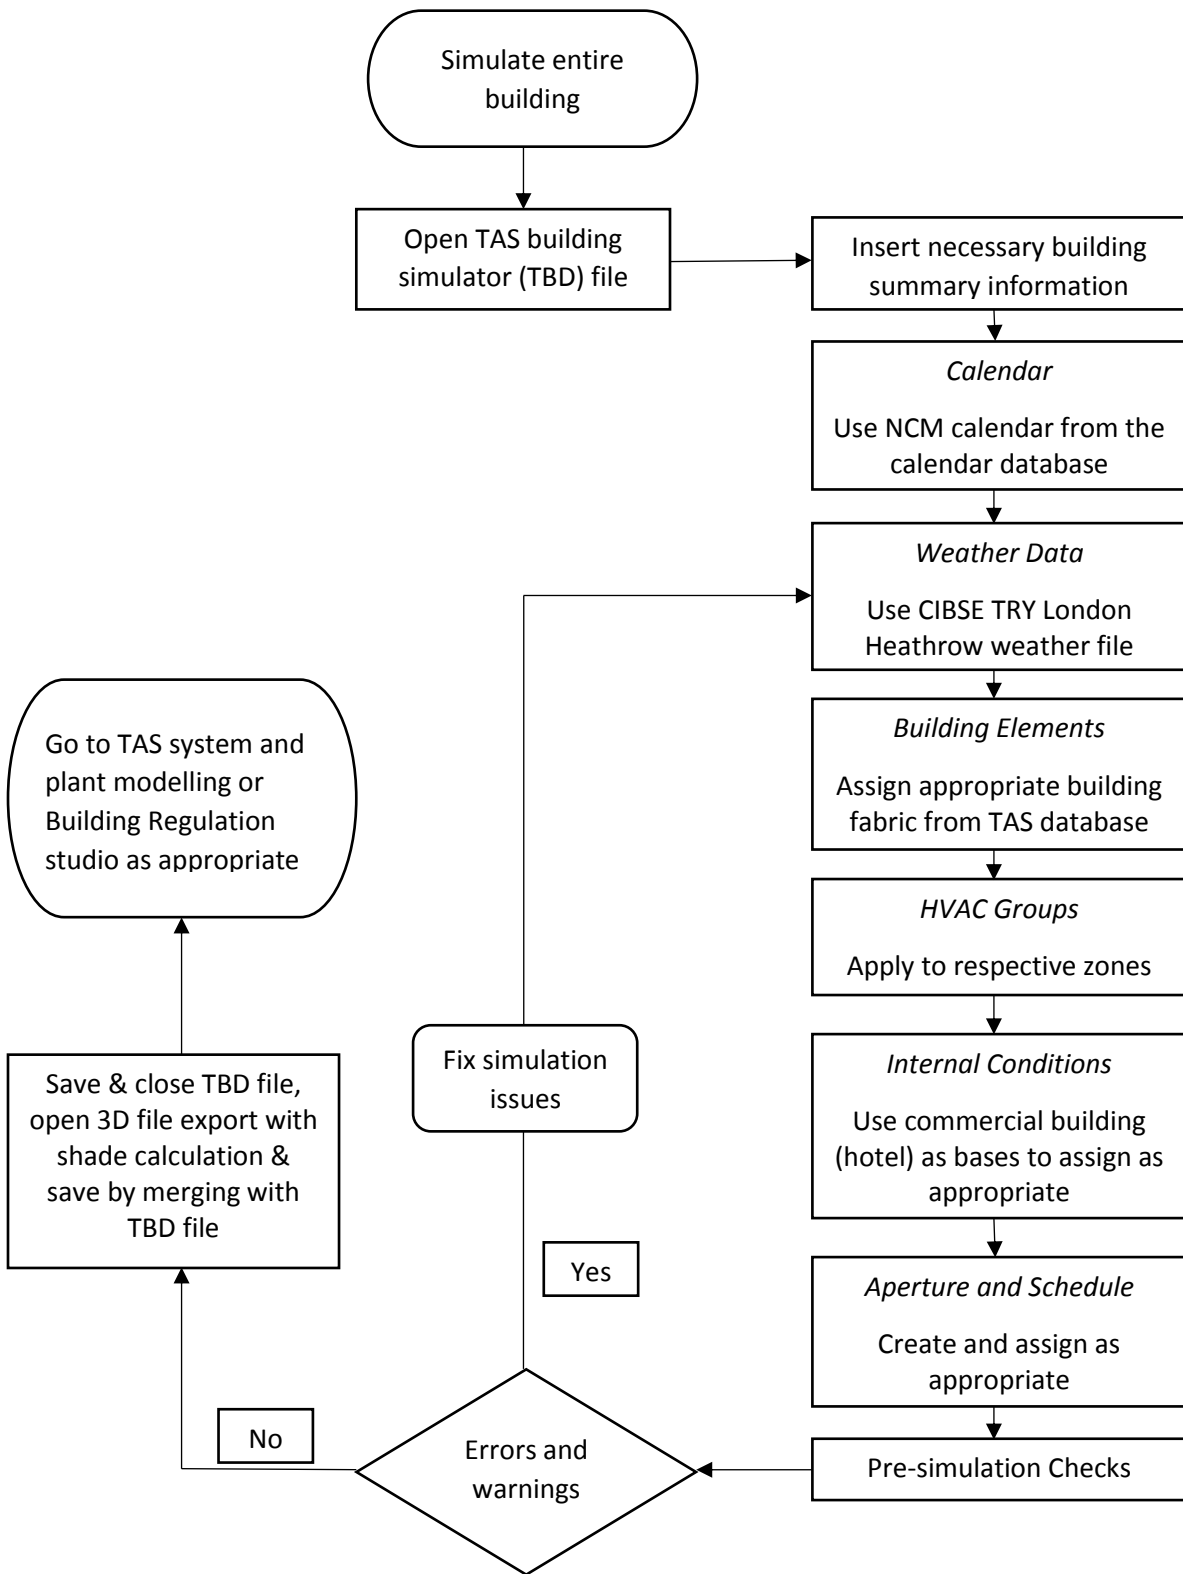 Simulate entire
building
Open TAS building
simulator (TBD) file
Insert necessary building
summary information
Calendar
Use NCM calendar from the
calendar database
Weather Data
Use CIBSE TRY London
Heathrow weather file
Building Elements
Assign appropriate building
fabric from TAS database
HVAC Groups
Apply to respective zones
Internal Conditions
Use commercial building
(hotel) as bases to assign as
appropriate
Aperture and Schedule
Create and assign as
appropriate
Pre-simulation Checks
Errors and
warnings
Yes
Fix simulation
issues
No
Save & close TBD file,
open 3D file export with
shade calculation &
save by merging with
TBD file
Go to TAS system and
plant modelling or
Building Regulation
studio as appropriate